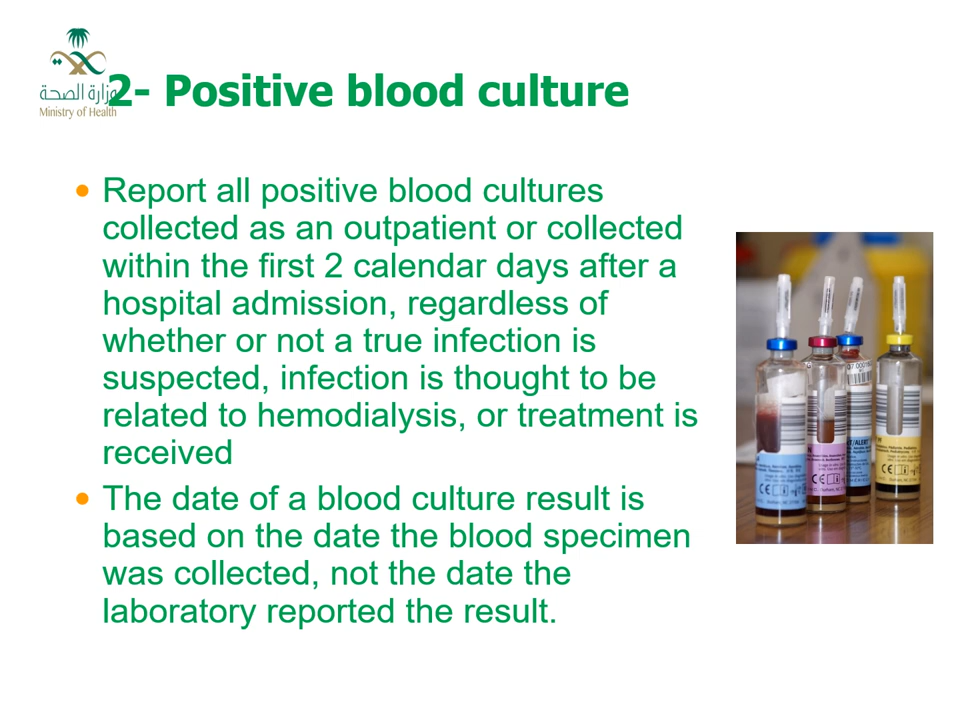 وزارة الصحة
Ministry of Health
2- Positive blood culture
• Report all positive blood cultures
collected as an outpatient or collected
within the first 2 calendar days after a
hospital admission, regardless of
whether or not a true infection is
suspected, infection is thought to be
related to hemodialysis, or treatment is
received
• The date of a blood culture result is
based on the date the blood specimen
was collected, not the date the
laboratory reported the result.